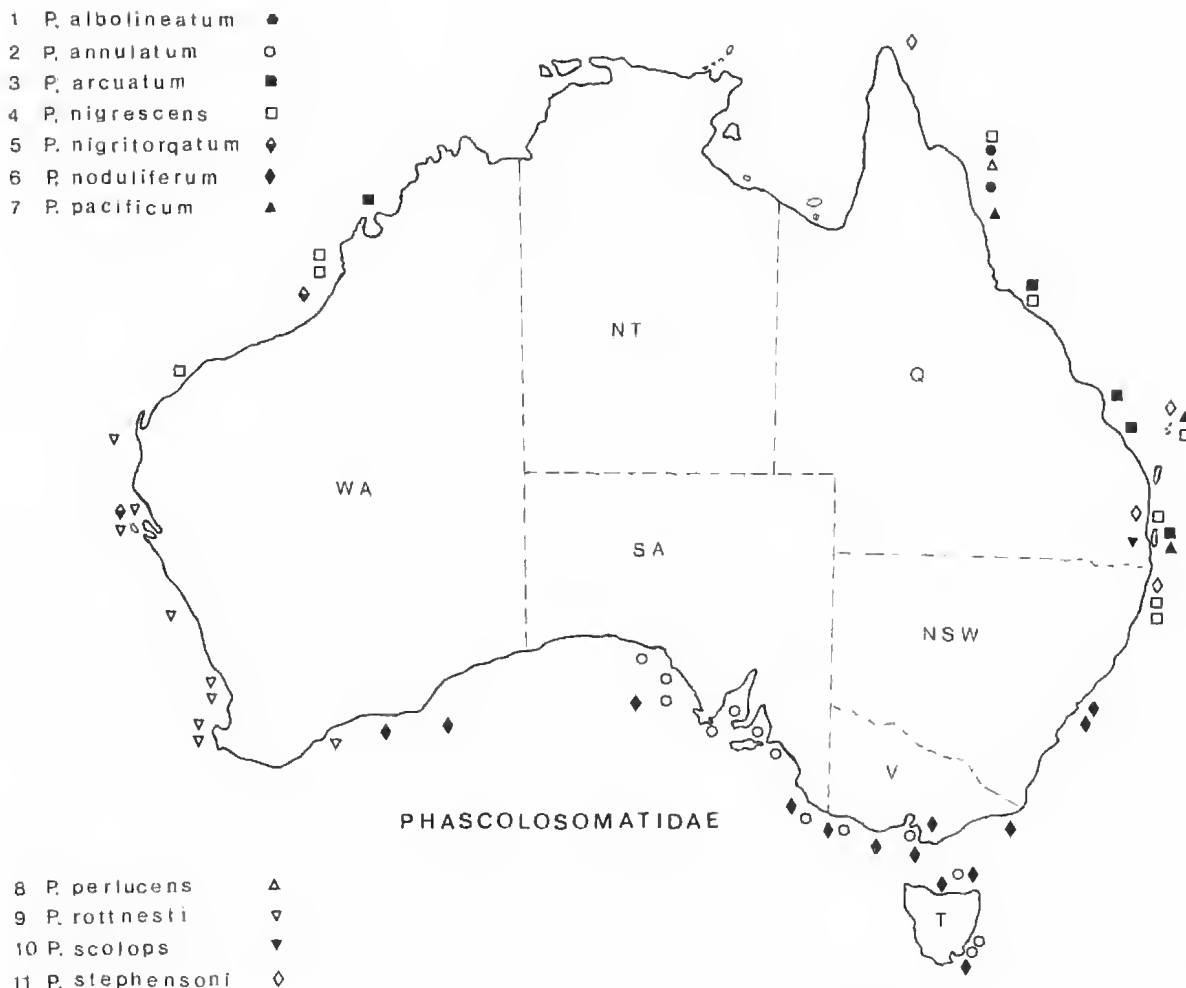 1 P. albolineatum
2 P. annulatum
3 P. arcuatum
4 P. nigrescens
5 P. nigritorqatum
6 P. noduliferum
7 P. pacificum
NT
Q
WA
SA
NSW
V
PHASCOLOSOMATIDAE
T
8 P. perlucens
9 P. rottnesti
10 P. scolops
11 P. stephensoni